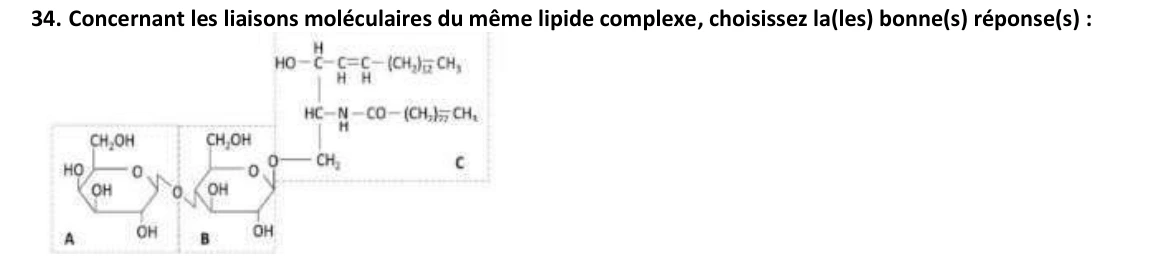 34. Concernant les liaisons moléculaires du même lipide complexe, choisissez la(les) bonne(s) réponse(s) :
H
HO-C-C=C-(CH₂)₁₂-CH₃
H H
HC-N-CO-(CH₂)₂₂-CH₃
H
CH₂OH CH₂OH
O CH₂ C
HO O O
OH O OH
OH OH
A B